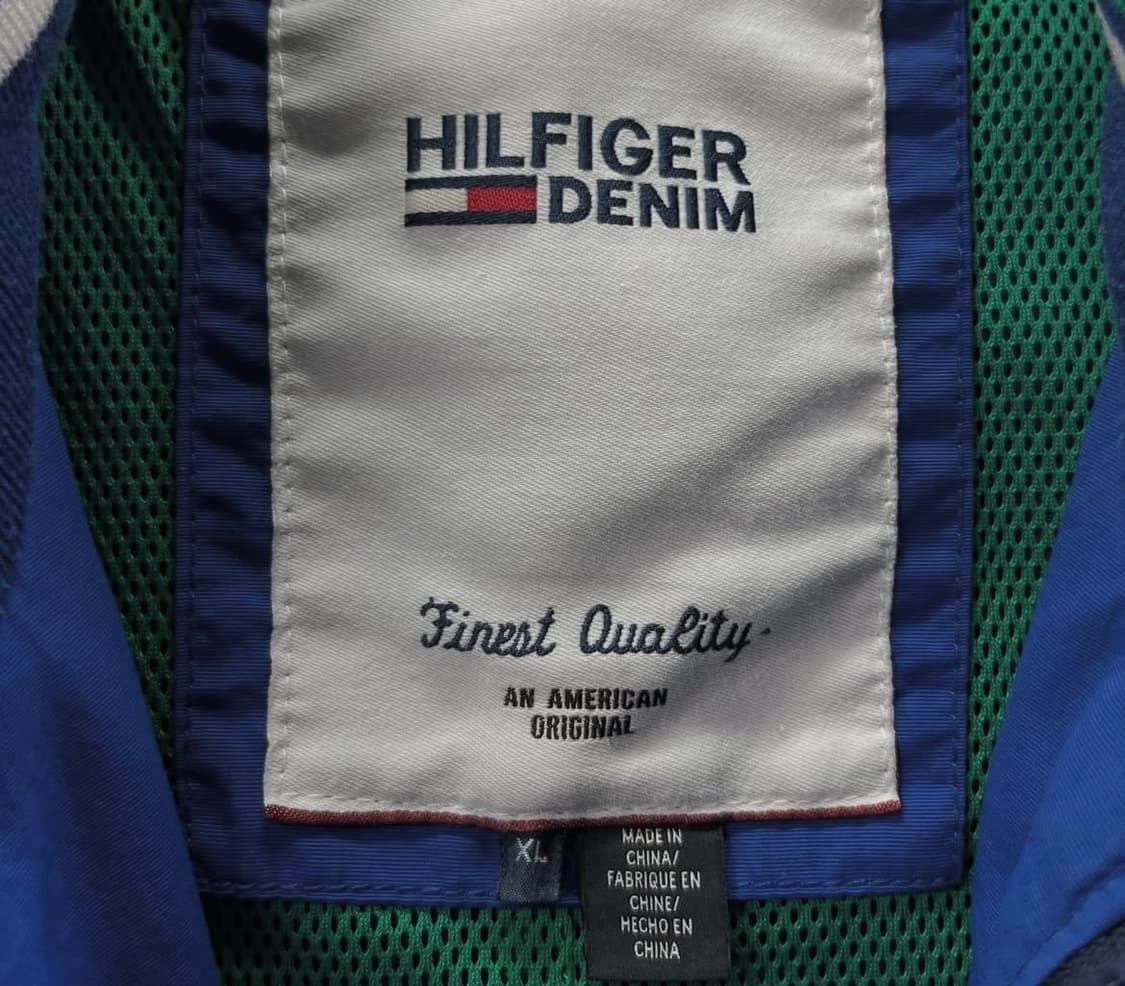 HILFIGER
DENIM
Finest Quality
AN AMERICAN
ORIGINAL
XL
MADE IN
CHINA/
FABRIQUE EN
CHINE/
HECHO EN
CHINA